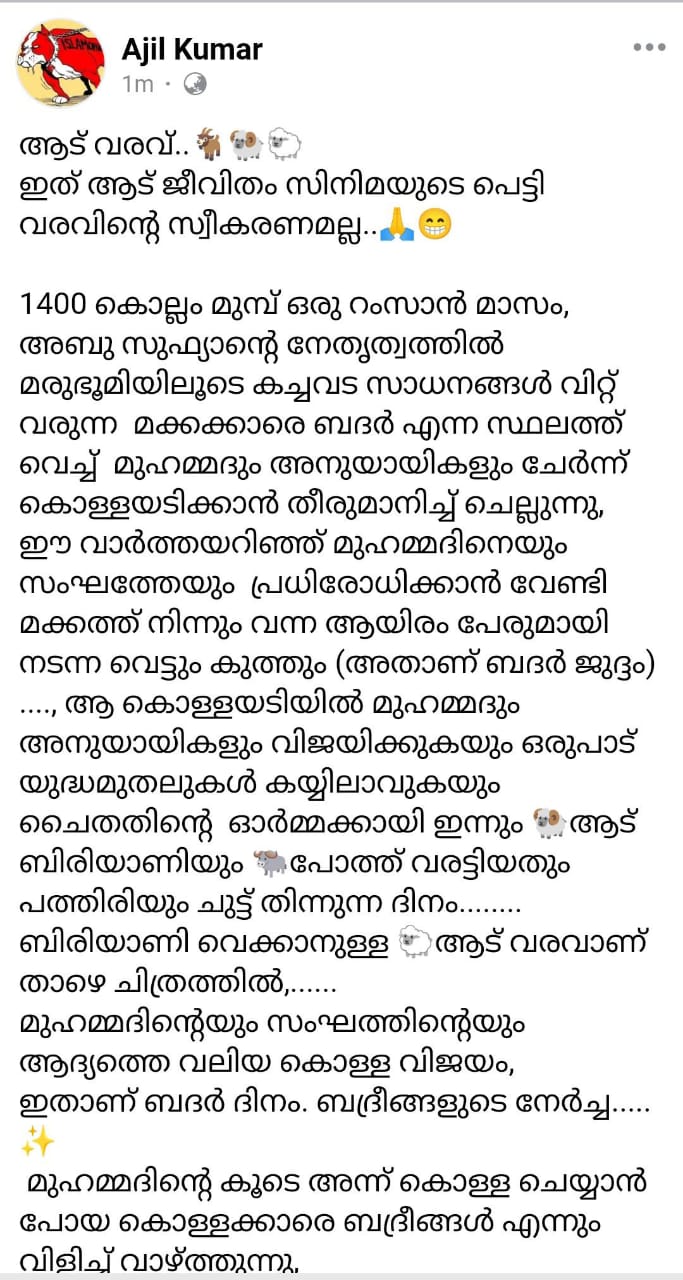 ISLAMO
Ajil Kumar
1m
ആട് വരവ്..🐐🐏🐑
ഇത് ആട് ജീവിതം സിനിമയുടെ പെട്ടി
വരവിന്റെ സ്വീകരണമല്ല..🙏😁
1400 കൊല്ലം മുമ്പ് ഒരു റംസാൻ മാസം,
അബു സുഫ്യാന്റെ നേതൃത്വത്തിൽ
മരുഭൂമിയിലൂടെ കച്ചവട സാധനങ്ങൾ വിറ്റ്
വരുന്ന മക്കക്കാരെ ബദർ എന്ന സ്ഥലത്ത്
വെച്ച് മുഹമ്മദും അനുയായികളും ചേർന്ന്
കൊള്ളയടിക്കാൻ തീരുമാനിച്ച് ചെല്ലുന്നു,
ഈ വാർത്തയറിഞ്ഞ് മുഹമ്മദിനെയും
സംഘത്തേയും പ്രധിരോധിക്കാൻ വേണ്ടി
മക്കത്ത് നിന്നും വന്ന ആയിരം പേരുമായി
നടന്ന വെട്ടും കുത്തും (അതാണ് ബദർ ജുദ്ദം)
...., ആ കൊള്ളയടിയിൽ മുഹമ്മദും
അനുയായികളും വിജയിക്കുകയും ഒരുപാട്
യുദ്ധമുതലുകൾ കയ്യിലാവുകയും
ചൈതതിന്റെ ഓർമ്മക്കായി ഇന്നും 🐏ആട്
ബിരിയാണിയും 🐃പോത്ത് വരട്ടിയതും
പത്തിരിയും ചുട്ട് തിന്നുന്ന ദിനം........
ബിരിയാണി വെക്കാനുള്ള 🐑ആട് വരവാണ്
താഴെ ചിത്രത്തിൽ,......
മുഹമ്മദിന്റെയും സംഘത്തിന്റെയും
ആദ്യത്തെ വലിയ കൊള്ള വിജയം,
ഇതാണ് ബദർ ദിനം. ബദ്രീങ്ങളുടെ നേർച്ച.....
✨
മുഹമ്മദിന്റെ കൂടെ അന്ന് കൊള്ള ചെയ്യാൻ
പോയ കൊള്ളക്കാരെ ബദ്രീങ്ങൾ എന്നും
വിളിച്ച് വാഴ്ത്തുന്നു,